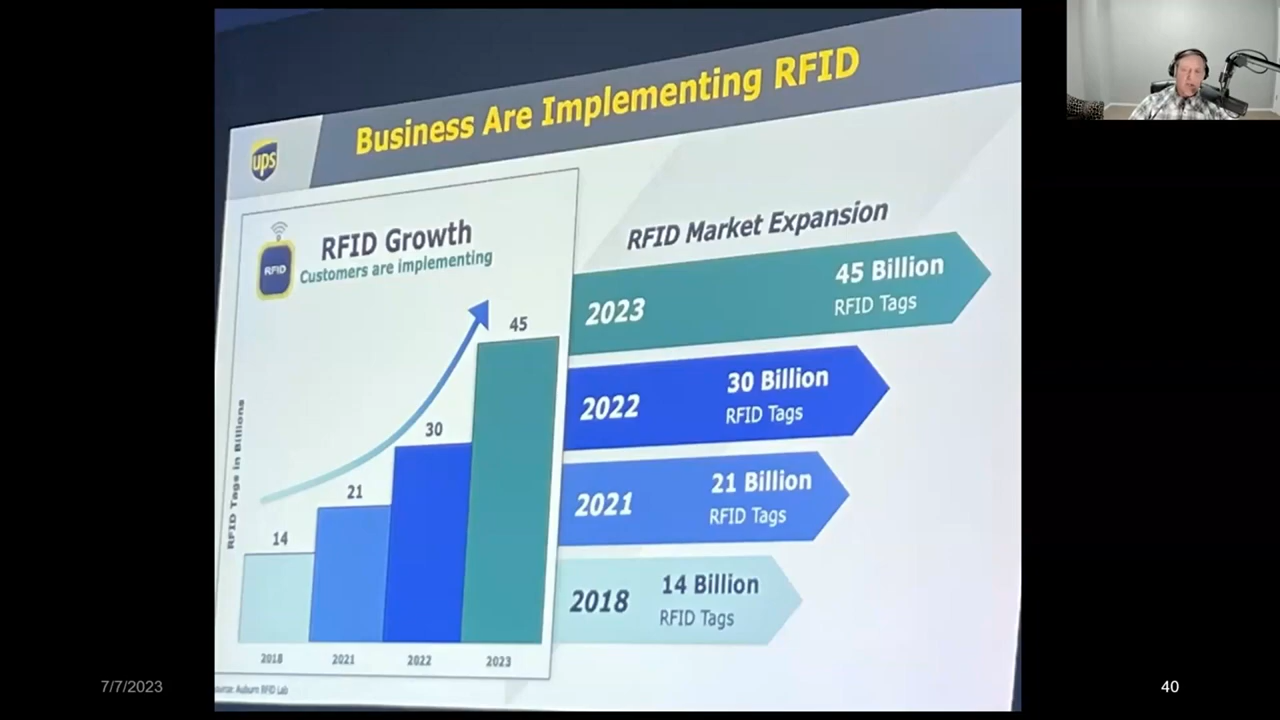 Business Are Implementing RFID
ups
RFID
RFID Growth
Customers are implementing
RFID Tags in Billions
14
21
30
45
2018
2021
2022
2023
Source: Auburn RFID Lab
RFID Market Expansion
2023
45 Billion
RFID Tags
2022
30 Billion
RFID Tags
2021
21 Billion
RFID Tags
2018
14 Billion
RFID Tags
7/7/2023
40